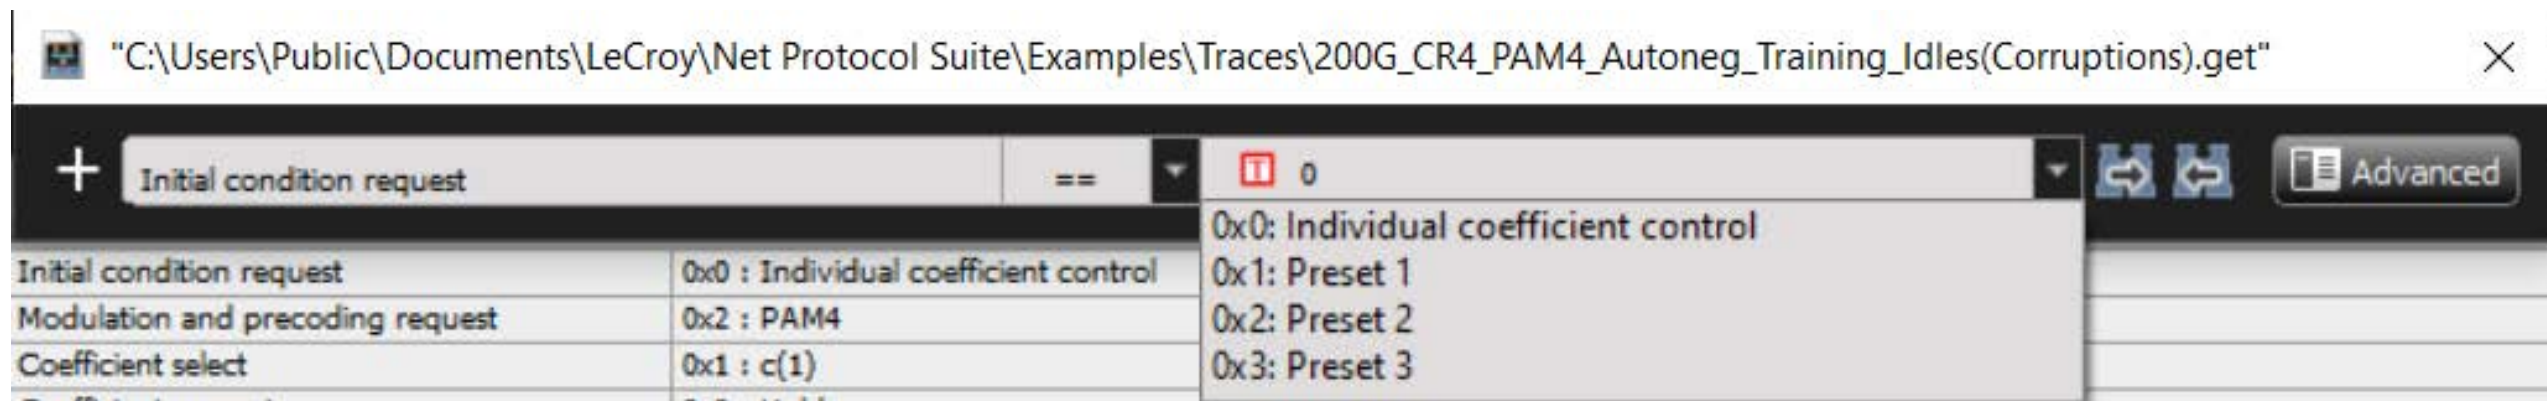 "C:\Users\Public\Documents\LeCroy\Net Protocol Suite\Examples\Traces\200G_CR4_PAM4_Autoneg_Training_Idles(Corruptions).get"
Initial condition request == T 0 Advanced
0x0: Individual coefficient control
0x1: Preset 1
0x2: Preset 2
0x3: Preset 3
Initial condition request 0x0 : Individual coefficient control
Modulation and precoding request 0x2 : PAM4
Coefficient select 0x1 : c(1)